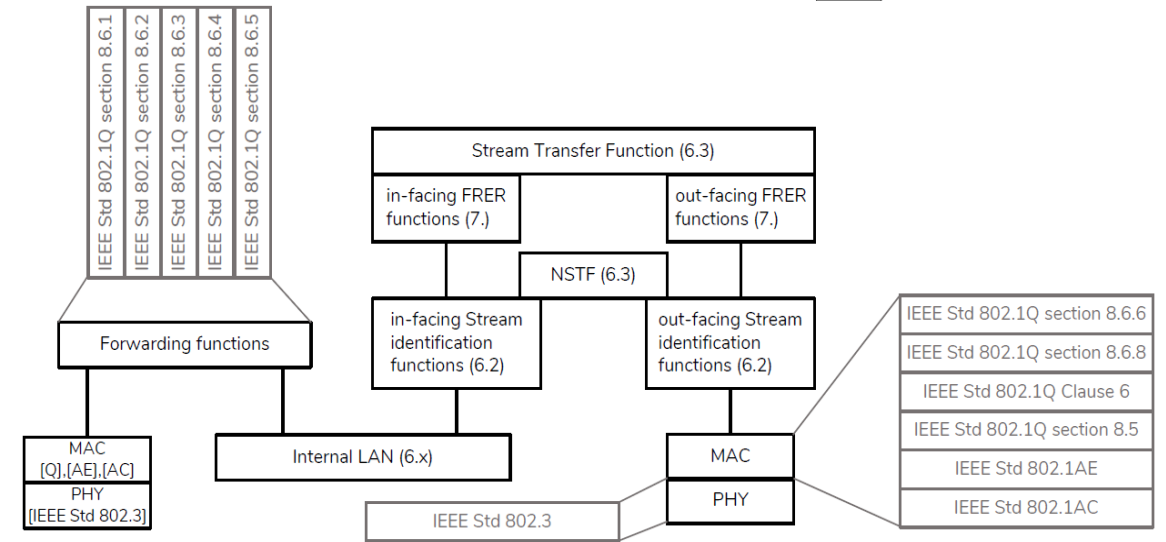 IEEE Std 802.1Q section 8.6.1
IEEE Std 802.1Q section 8.6.2
IEEE Std 802.1Q section 8.6.3
IEEE Std 802.1Q section 8.6.4
IEEE Std 802.1Q section 8.6.5
Stream Transfer Function (6.3)
in-facing FRER
functions (7.)
out-facing FRER
functions (7.)
NSTF (6.3)
Forwarding functions
in-facing Stream
identification
functions (6.2)
out-facing Stream
identification
functions (6.2)
IEEE Std 802.1Q section 8.6.6
IEEE Std 802.1Q section 8.6.8
IEEE Std 802.1Q Clause 6
IEEE Std 802.1Q section 8.5
IEEE Std 802.1AE
IEEE Std 802.1AC
MAC
[Q],[AE],[AC]
PHY
[IEEE Std 802.3]
Internal LAN (6.x)
MAC
PHY
IEEE Std 802.3